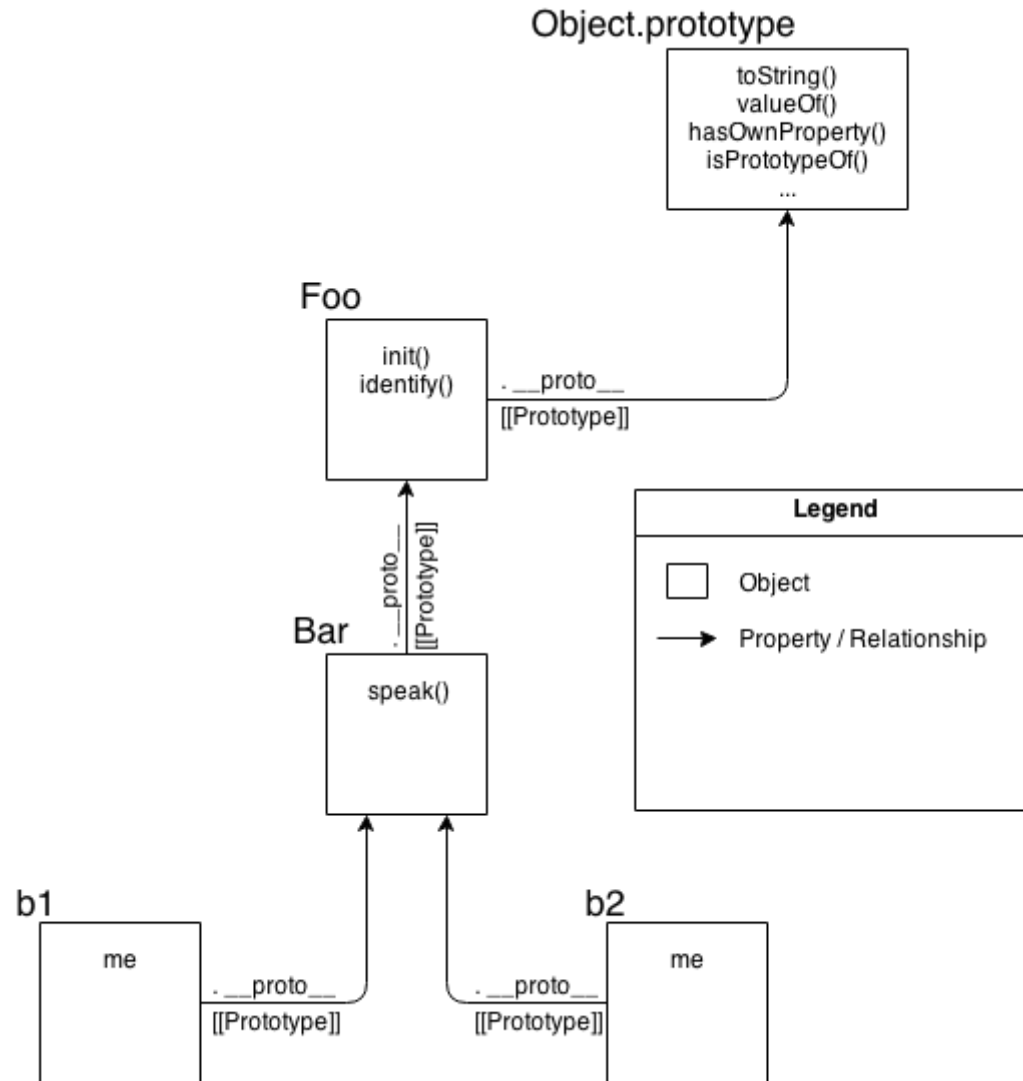 Object.prototype
toString()
valueOf()
hasOwnProperty()
isPrototypeOf()
...
Foo
init()
identify()
. __proto__
[[Prototype]]
. __proto__
[[Prototype]]
Legend
Object
Property / Relationship
Bar
speak()
b1
me
. __proto__
[[Prototype]]
b2
me
. __proto__
[[Prototype]]